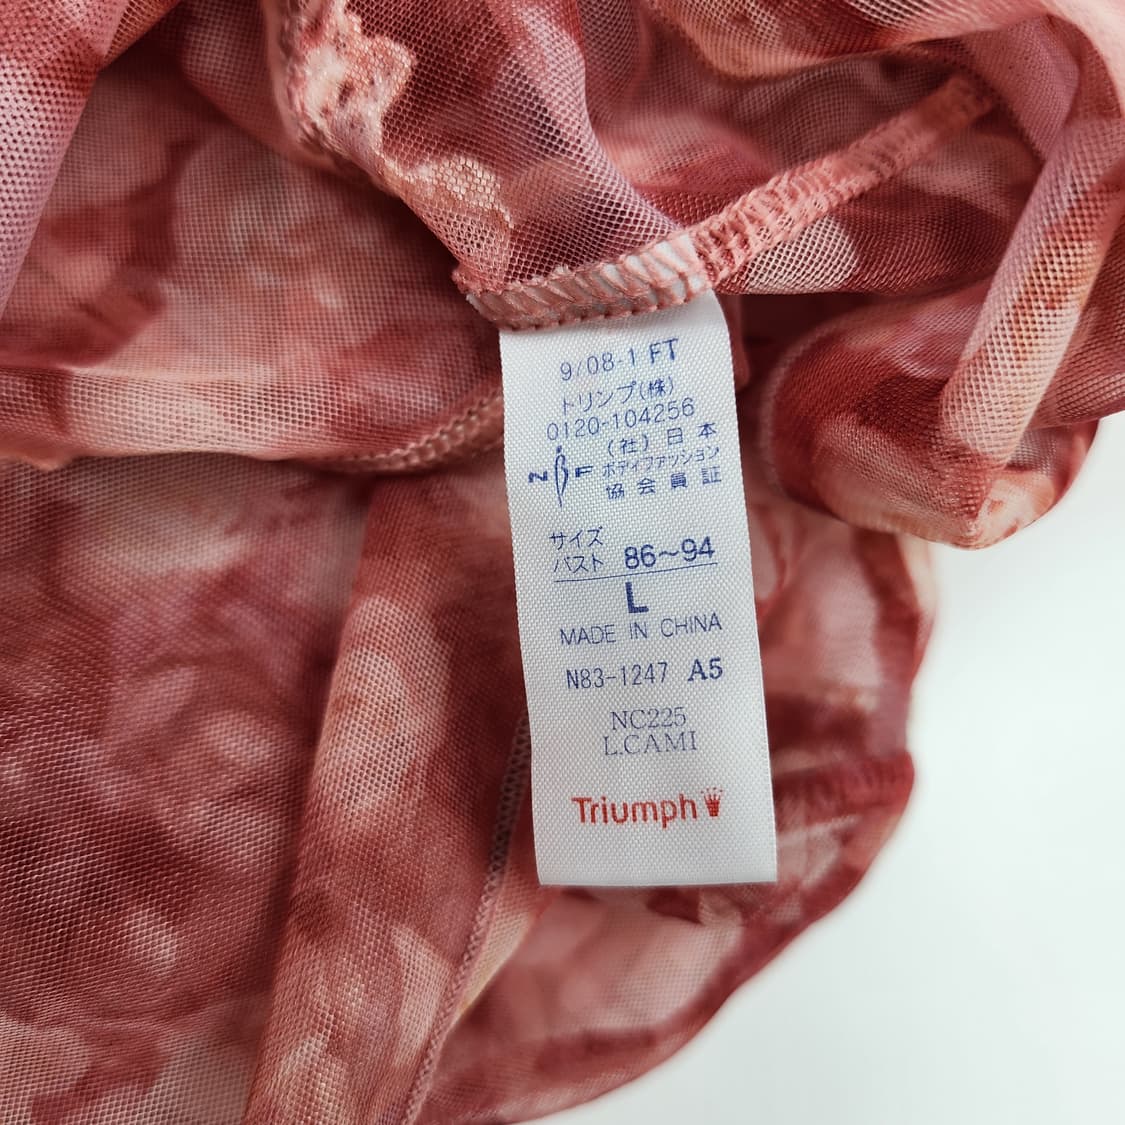 9/08-1 FT
トリンプ(株)
0120-104256
(社)日本
NBF ボディファッション
協会員証
サイズ
バスト 86~94
L
MADE IN CHINA
N83-1247 A5
NC225
L.CAMI
Triumph